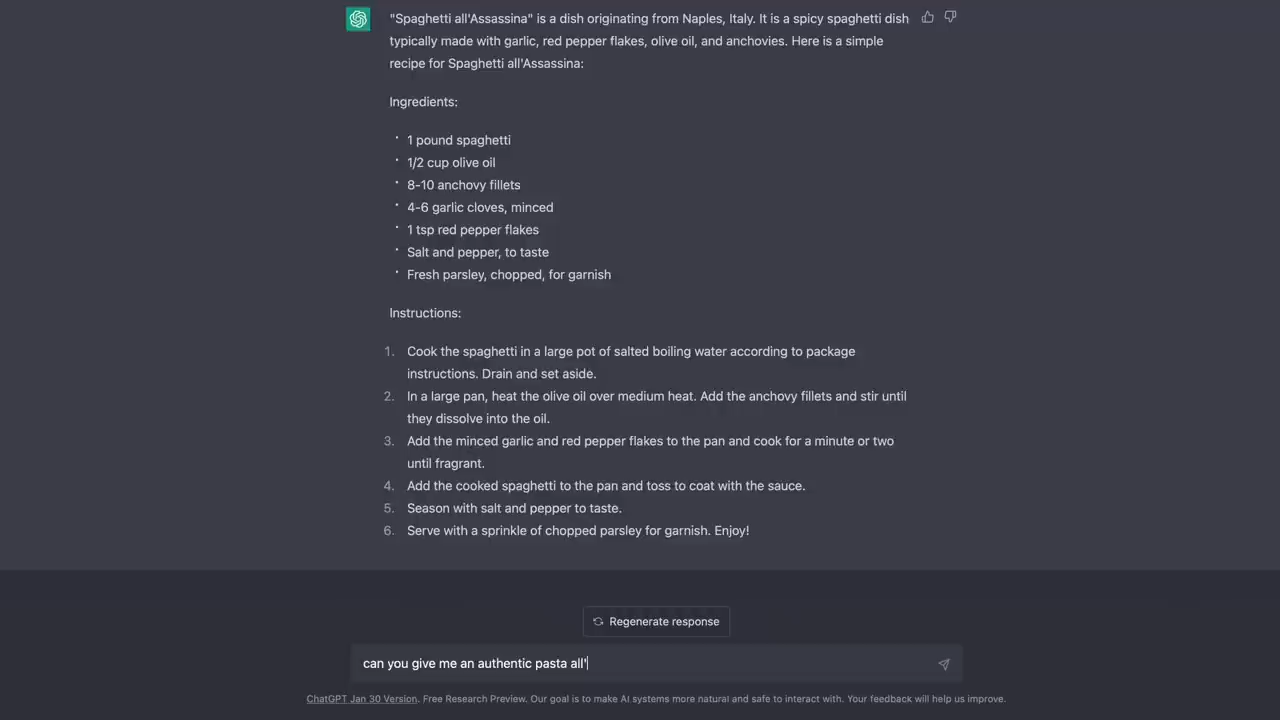 "Spaghetti all'Assassina" is a dish originating from Naples, Italy. It is a spicy spaghetti dish
typically made with garlic, red pepper flakes, olive oil, and anchovies. Here is a simple
recipe for Spaghetti all'Assassina:
Ingredients:
• 1 pound spaghetti
• 1/2 cup olive oil
• 8-10 anchovy fillets
• 4-6 garlic cloves, minced
• 1 tsp red pepper flakes
• Salt and pepper, to taste
• Fresh parsley, chopped, for garnish
Instructions:
1. Cook the spaghetti in a large pot of salted boiling water according to package
instructions. Drain and set aside.
2. In a large pan, heat the olive oil over medium heat. Add the anchovy fillets and stir until
they dissolve into the oil.
3. Add the minced garlic and red pepper flakes to the pan and cook for a minute or two
until fragrant.
4. Add the cooked spaghetti to the pan and toss to coat with the sauce.
5. Season with salt and pepper to taste.
6. Serve with a sprinkle of chopped parsley for garnish. Enjoy!
Regenerate response
can you give me an authentic pasta all'
ChatGPT Jan 30 Version. Free Research Preview. Our goal is to make AI systems more natural and safe to interact with. Your feedback will help us improve.